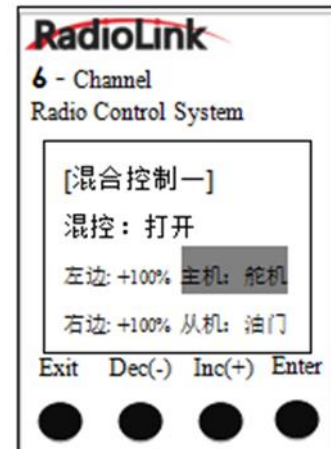 RadioLink
6 - Channel
Radio Control System
[混合控制一]
混控：打开
左边: +100% 主机：舵机
右边: +100% 从机：油门
Exit Dec(-) Inc(+) Enter